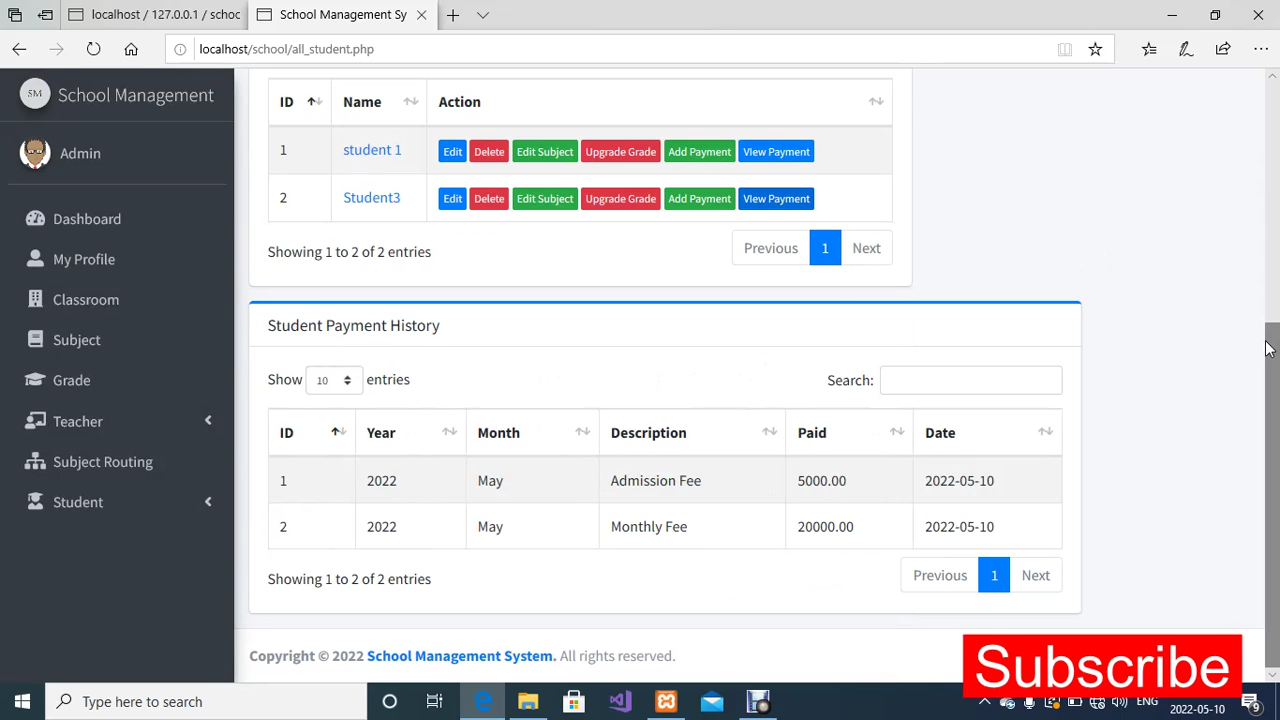 localhost / 127.0.0.1 / schoc
School Management Sy
localhost/school/all_student.php
SM
School Management
Admin
Dashboard
My Profile
Classroom
Subject
Grade
Teacher
Subject Routing
Student
ID Name Action
1 student 1 Edit Delete Edit Subject Upgrade Grade Add Payment VIew Payment
2 Student3 Edit Delete Edit Subject Upgrade Grade Add Payment VIew Payment
Showing 1 to 2 of 2 entries Previous 1 Next
Student Payment History
Show 10 entries Search:
ID Year Month Description Paid Date
1 2022 May Admission Fee 5000.00 2022-05-10
2 2022 May Monthly Fee 20000.00 2022-05-10
Showing 1 to 2 of 2 entries Previous 1 Next
Copyright © 2022 School Management System. All rights reserved.
Subscribe
Type here to search
ENG
2022-05-10
9